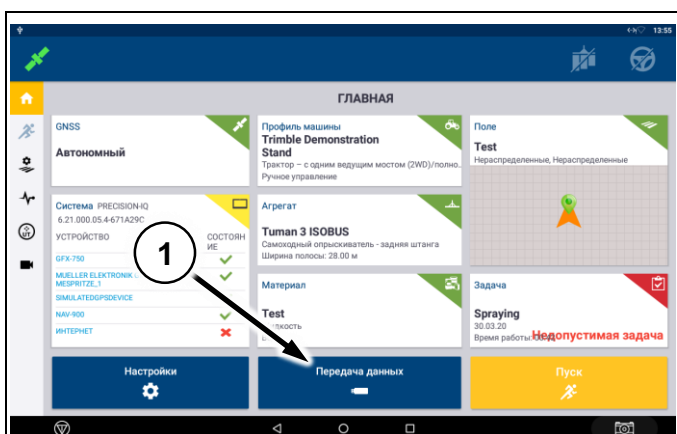 13:55
ГЛАВНАЯ
GNSS
Автономный
Профиль машины
Trimble Demonstration
Stand
Трактор – с одним ведущим мостом (2WD)/полно..
Ручное управление
Поле
Test
Нераспределенные, Нераспределенные
Система PRECISION-IQ
6.21.000.05.4-671A29C
УСТРОЙСТВО
СОСТОЯН
ИЕ
GFX-750
MUELLER ELEKTRONIK
MESPRITZE_1
SIMULATEDGPSDEVICE
NAV-900
ИНТЕРНЕТ
1
Агрегат
Tuman 3 ISOBUS
Самоходный опрыскиватель - задняя штанга
Ширина полосы: 28.00 м
Материал
Test
Задача
Spraying
30.03.20
Время работы:
Недопустимая задача
Настройки
Передача данных
Пуск
UT